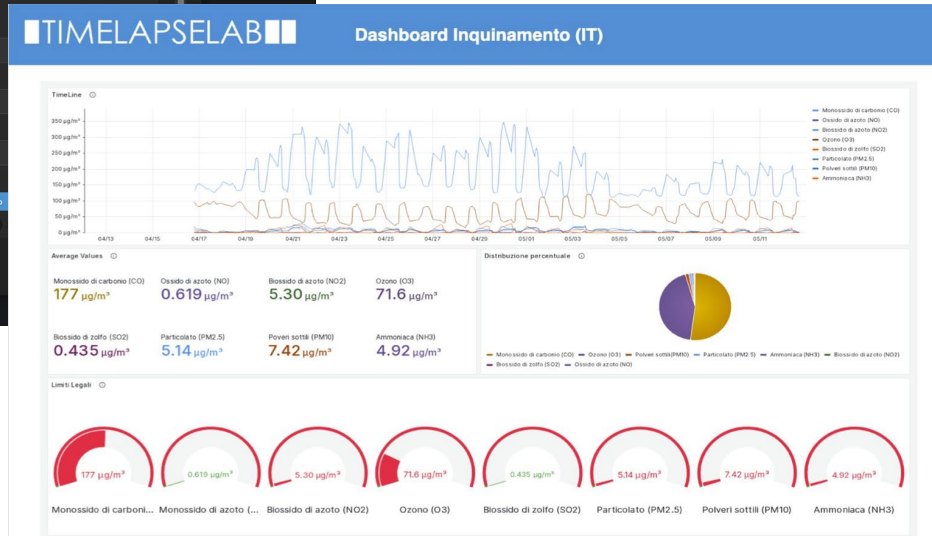 TIMELAPSELAB
Dashboard Inquinamento (IT)
TimeLine
350 µg/m³
300 µg/m³
250 µg/m³
200 µg/m³
150 µg/m³
100 µg/m³
50 µg/m³
0 µg/m³
04/13 04/15 04/17 04/19 04/21 04/23 04/25 04/27 04/29 05/01 05/03 05/05 05/07 05/09 05/11
Monossido di carbonio (CO)
Ossido di azoto (NO)
Biossido di azoto (NO2)
Ozono (O3)
Biossido di zolfo (SO2)
Particolato (PM2.5)
Polveri sottili (PM10)
Ammoniaca (NH3)
Average Values
Monossido di carbonio (CO) Ossido di azoto (NO) Biossido di azoto (NO2) Ozono (O3)
177 µg/m³ 0.619 µg/m³ 5.30 µg/m³ 71.6 µg/m³
Biossido di zolfo (SO2) Particolato (PM2.5) Poveri sottili (PM10) Ammoniaca (NH3)
0.435 µg/m³ 5.14 µg/m³ 7.42 µg/m³ 4.92 µg/m³
Distribuzione percentuale
Monossido di carbonio (CO) Ozono (O3) Polveri sottili(PM10) Particolato (PM2.5) Ammoniaca (NH3) Biossido di azoto (NO2)
Biossido di zolfo (SO2) Ossido di azoto (NO)
Limiti Legali
177 µg/m³ 0.619 µg/m³ 5.30 µg/m³ 71.6 µg/m³ 0.435 µg/m³ 5.14 µg/m³ 7.42 µg/m³ 4.92 µg/m³
Monossido di carboni... Monossido di azoto (... Biossido di azoto (NO2) Ozono (O3) Biossido di zolfo (SO2) Particolato (PM2.5) Polveri sottili (PM10) Ammoniaca (NH3)